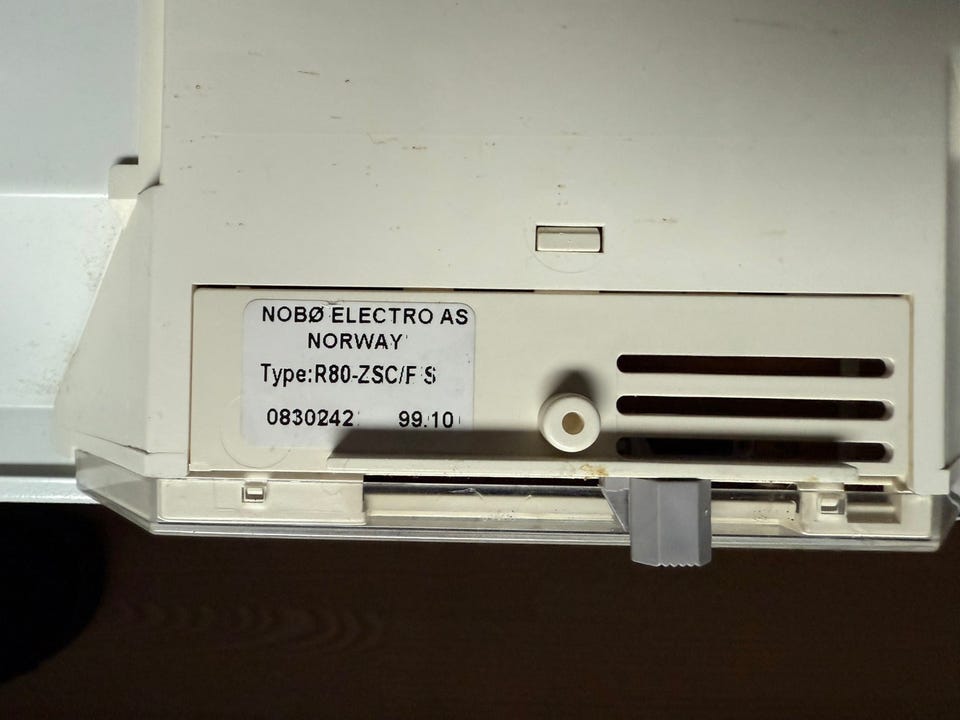 NOBØ ELECTRO AS
NORWAY
Type:R80-ZSC/F S
0830242 99.10